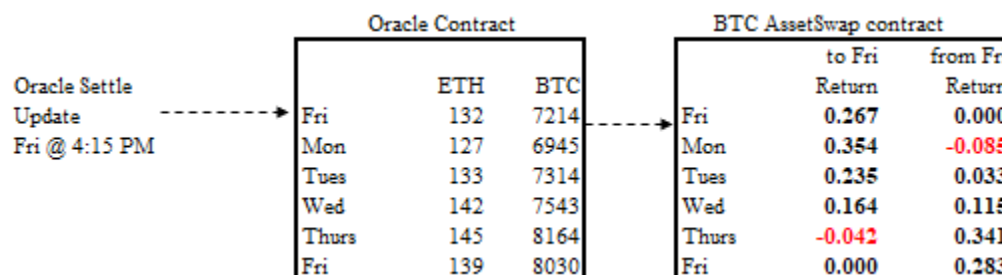 Oracle Contract BTC AssetSwap contract
to Fri from Fr
Oracle Settle ETH BTC Return Return
Update Fri 132 7214 Fri 0.267 0.000
Fri @ 4:15 PM Mon 127 6945 Mon 0.354 -0.085
Tues 133 7314 Tues 0.235 0.033
Wed 142 7543 Wed 0.164 0.115
Thurs 145 8164 Thurs -0.042 0.341
Fri 139 8030 Fri 0.000 0.283